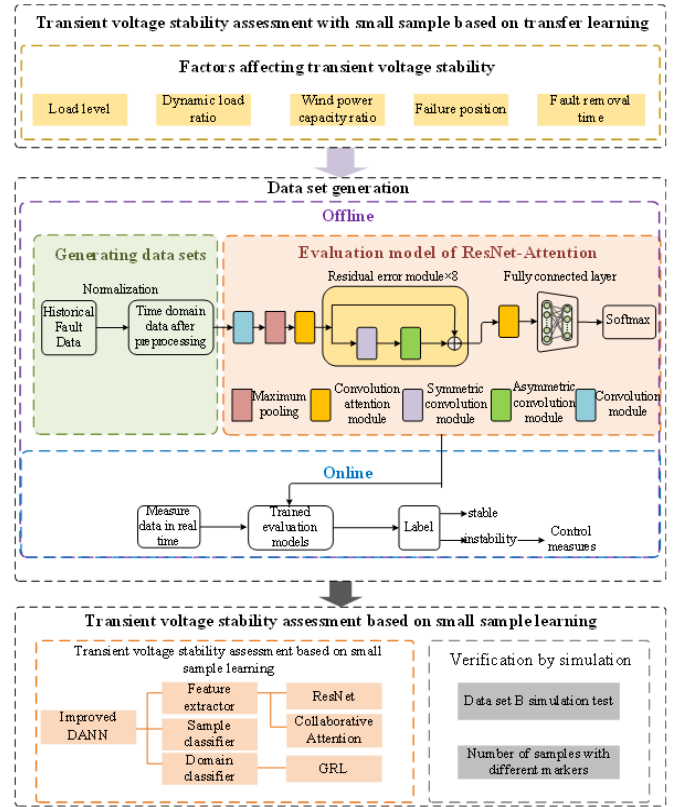 Transient voltage stability assessment with small sample based on transfer learning
Factors affecting transient voltage stability
Load level
Dynamic load
ratio
Wind power
capacity ratio
Failure position
Fault removal
time
Data set generation
Offline
Generating data sets
Evaluation model of ResNet-Attention
Normalization
Historical
Fault
Data
Time domain
data after
preprocessing
Residual error module×8
Fully connected layer
Softmax
Maximum
pooling
Convolution
attention
module
Symmetric
convolution
module
Asymmetric
convolution
module
Convolution
module
Online
Measure
data in real
time
Trained
evaluation
models
Label
stable
instability
Control
measures
Transient voltage stability assessment based on small sample learning
Transient voltage stability assessment based on small
sample learning
Improved
DANN
Feature
extractor
Sample
classifier
Domain
classifier
ResNet
Collaborative
Attention
GRL
Verification by simulation
Data set B simulation test
Number of samples with
different markers